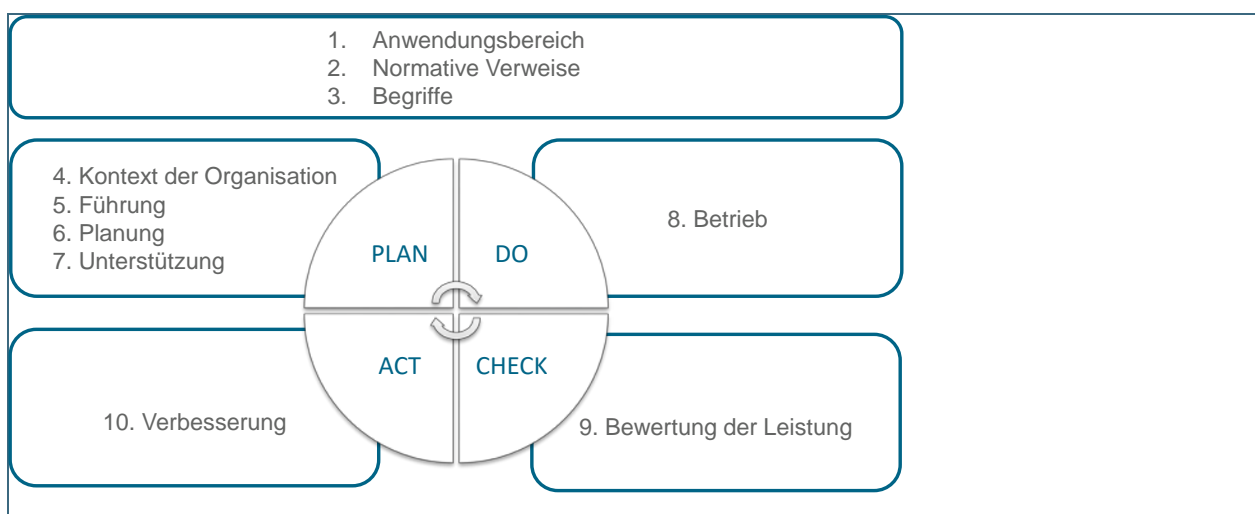 1. Anwendungsbereich
2. Normative Verweise
3. Begriffe
4. Kontext der Organisation
5. Führung
6. Planung
7. Unterstützung
8. Betrieb
PLAN
DO
ACT
CHECK
10. Verbesserung
9. Bewertung der Leistung